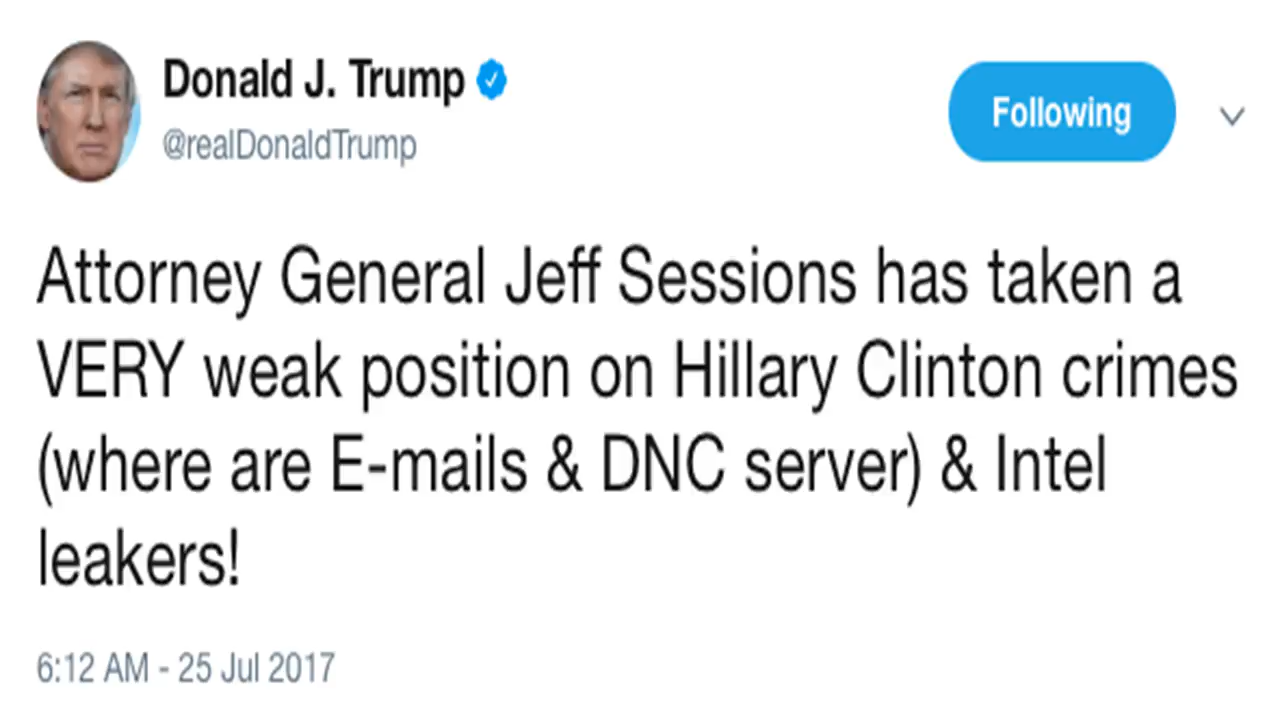 Donald J. Trump
@realDonaldTrump
Following
Attorney General Jeff Sessions has taken a
VERY weak position on Hillary Clinton crimes
(where are E-mails & DNC server) & Intel
leakers!
6:12 AM - 25 Jul 2017